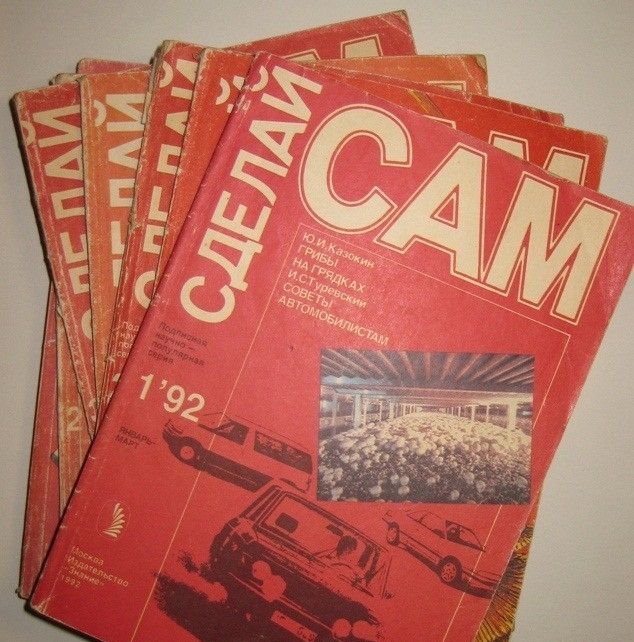 СДЕЛАЙ
САМ
Ю.И.Казокин
ГРИБЫ
НА ГРЯДКАХ
И.С.Туревский
СОВЕТЫ
АВТОМОБИЛИСТАМ
Подписная
научно—
популярная
серия
1'92
ЯНВАРЬ-
МАРТ
Москва
Издательство
"Знание"
1992